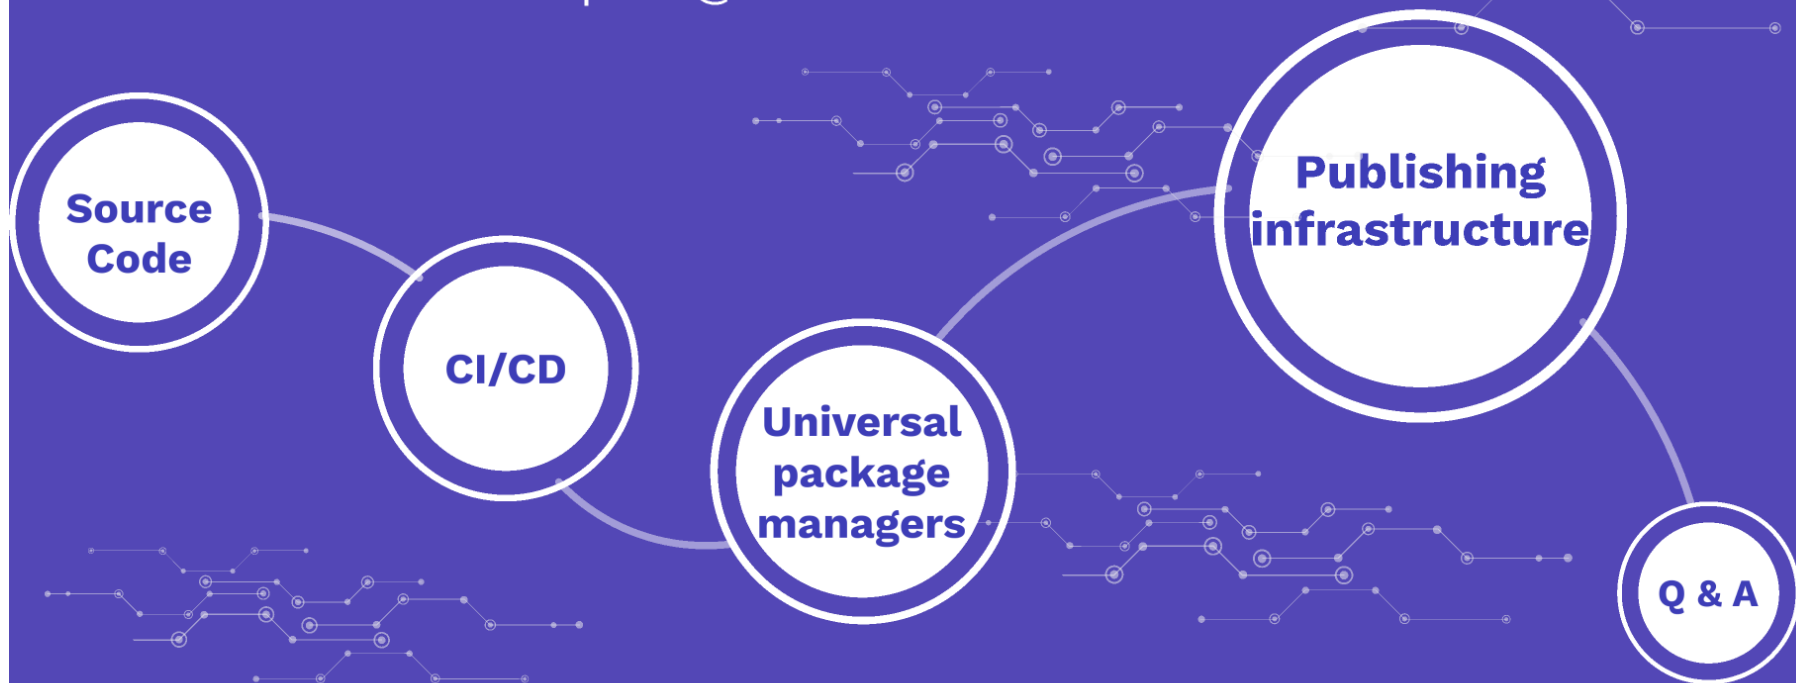 Source
Code
CI/CD
Universal
package
managers
Publishing
infrastructure
Q & A